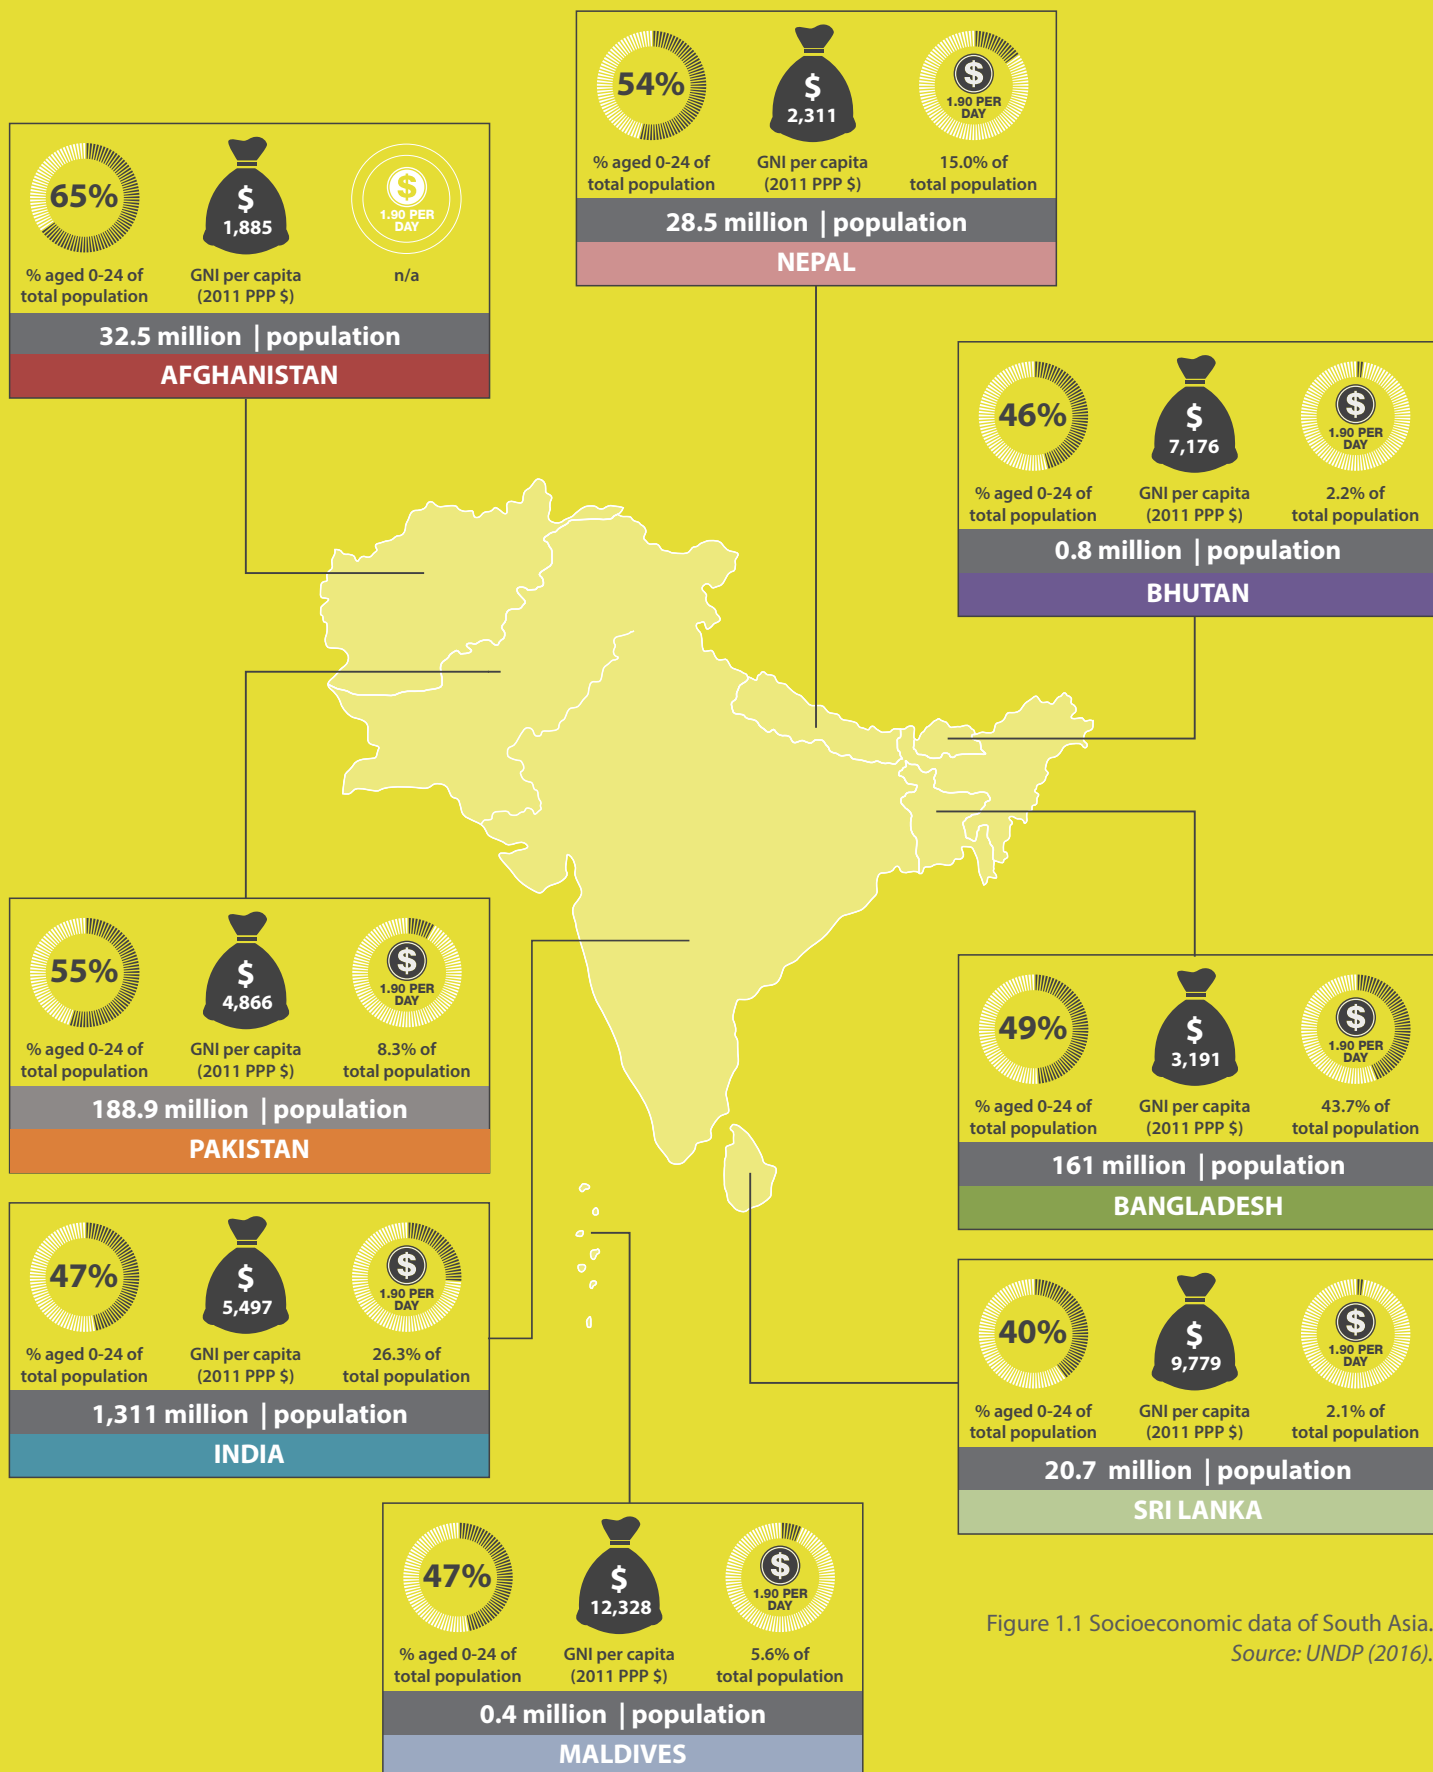 54%
$
2,311
$
1.90 PER
DAY
% aged 0-24 of
total population
GNI per capita
(2011 PPP $)
15.0% of
total population
28.5 million | population
NEPAL
65%
$
1,885
$
1.90 PER
DAY
% aged 0-24 of
total population
GNI per capita
(2011 PPP $)
n/a
32.5 million | population
AFGHANISTAN
46%
$
7,176
$
1.90 PER
DAY
% aged 0-24 of
total population
GNI per capita
(2011 PPP $)
2.2% of
total population
0.8 million | population
BHUTAN
55%
$
4,866
$
1.90 PER
DAY
% aged 0-24 of
total population
GNI per capita
(2011 PPP $)
8.3% of
total population
188.9 million | population
PAKISTAN
49%
$
3,191
$
1.90 PER
DAY
% aged 0-24 of
total population
GNI per capita
(2011 PPP $)
43.7% of
total population
161 million | population
BANGLADESH
47%
$
5,497
$
1.90 PER
DAY
% aged 0-24 of
total population
GNI per capita
(2011 PPP $)
26.3% of
total population
1,311 million | population
INDIA
40%
$
9,779
$
1.90 PER
DAY
% aged 0-24 of
total population
GNI per capita
(2011 PPP $)
2.1% of
total population
20.7 million | population
SRI LANKA
47%
$
12,328
$
1.90 PER
DAY
% aged 0-24 of
total population
GNI per capita
(2011 PPP $)
5.6% of
total population
0.4 million | population
MALDIVES
Figure 1.1 Socioeconomic data of South Asia.
Source: UNDP (2016).